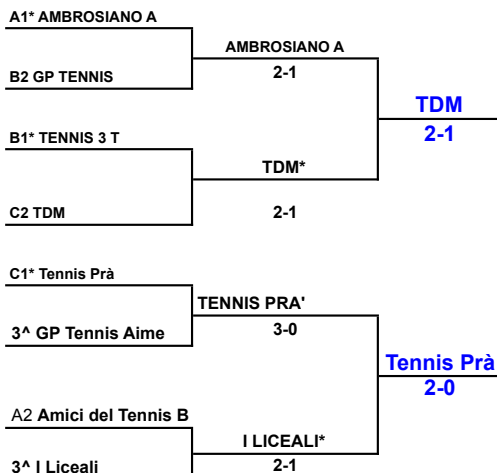 A1* AMBROSIANO A
AMBROSIANO A
2-1
B2 GP TENNIS
TDM
2-1
B1* TENNIS 3 T
TDM*
2-1
C2 TDM
C1* Tennis Prà
TENNIS PRA'
3-0
3^ GP Tennis Aime
Tennis Prà
2-0
A2 Amici del Tennis B
I LICEALI*
2-1
3^ I Liceali